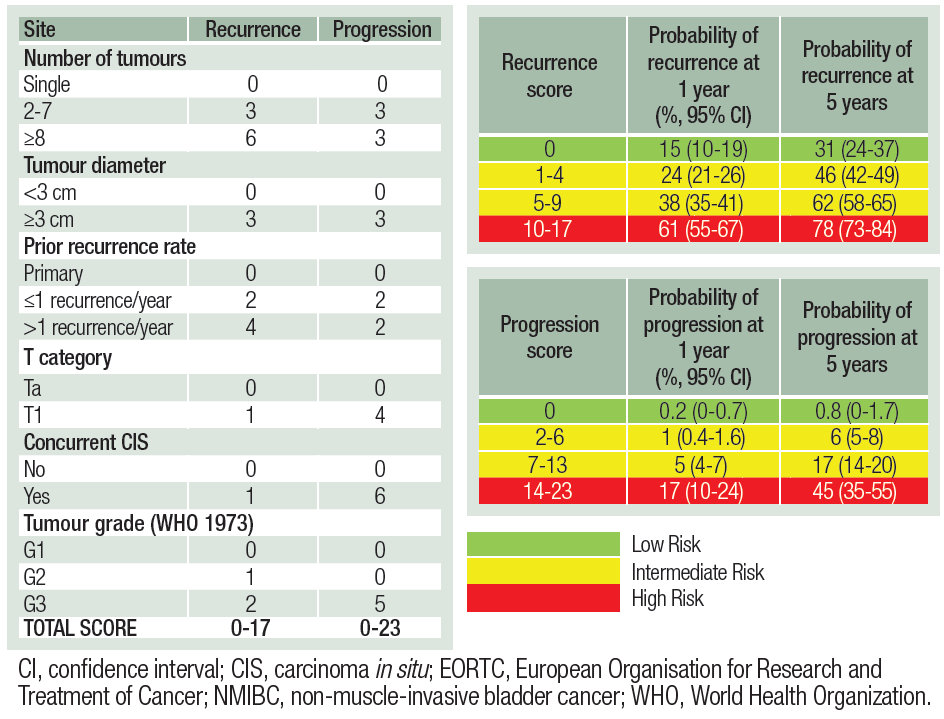 Site Recurrence Progression
Number of tumours
Single 0 0
2-7 3 3
≥8 6 3
Tumour diameter
<3 cm 0 0
≥3 cm 3 3
Prior recurrence rate
Primary 0 0
≤1 recurrence/year 2 2
>1 recurrence/year 4 2
T category
Ta 0 0
T1 1 4
Concurrent CIS
No 0 0
Yes 1 6
Tumour grade (WHO 1973)
G1 0 0
G2 1 0
G3 2 5
TOTAL SCORE 0-17 0-23
Recurrence
score
Probability of
recurrence at
1 year
(%, 95% CI)
Probability of
recurrence at
5 years
0 15 (10-19) 31 (24-37)
1-4 24 (21-26) 46 (42-49)
5-9 38 (35-41) 62 (58-65)
10-17 61 (55-67) 78 (73-84)
Progression
score
Probability of
progression at
1 year
(%, 95% CI)
Probability of
progression at
5 years
0 0.2 (0-0.7) 0.8 (0-1.7)
2-6 1 (0.4-1.6) 6 (5-8)
7-13 5 (4-7) 17 (14-20)
14-23 17 (10-24) 45 (35-55)
Low Risk
Intermediate Risk
High Risk
CI, confidence interval; CIS, carcinoma in situ; EORTC, European Organisation for Research and
Treatment of Cancer; NMIBC, non-muscle-invasive bladder cancer; WHO, World Health Organization.